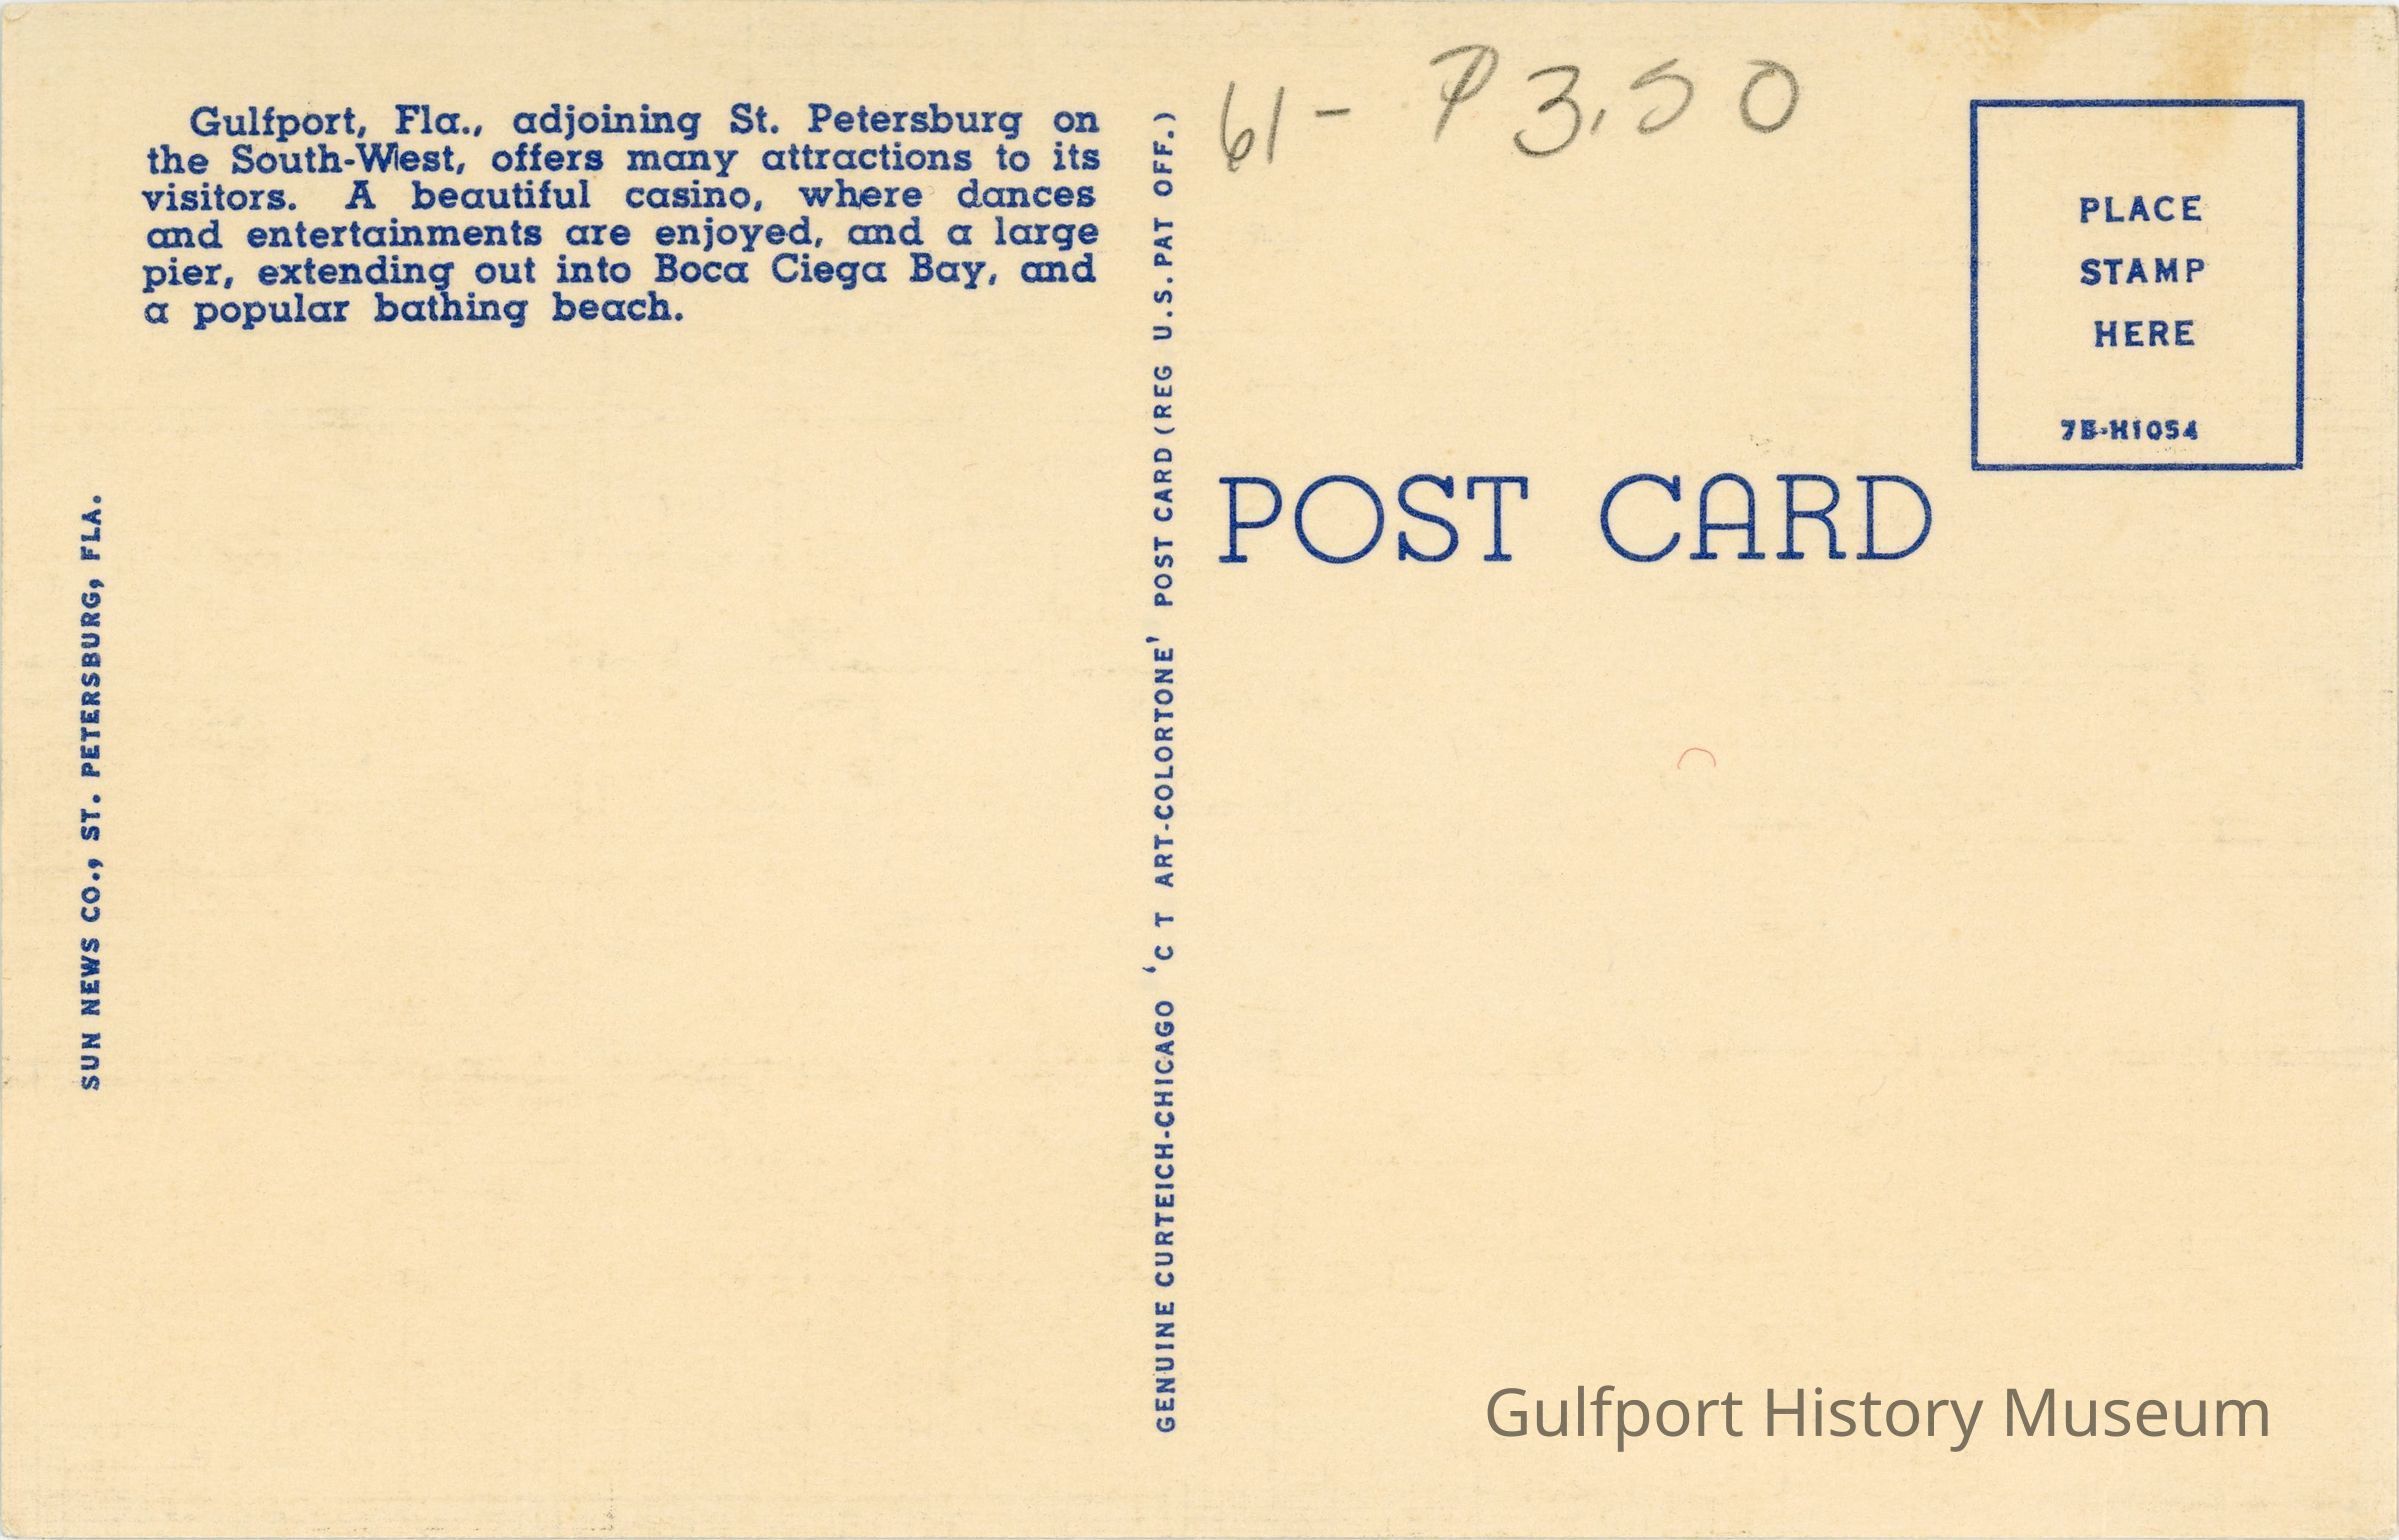 Gulfport, Fla., adjoining St. Petersburg on
the South-West, offers many attractions to its
visitors. A beautiful casino, where dances
and entertainments are enjoyed, and a large
pier, extending out into Boca Ciega Bay, and
a popular bathing beach.
SUN NEWS CO., ST. PETERSBURG, FLA.
GENUINE CURTEICH-CHICAGO 'C T ART-COLORTONE' POST CARD (REG U.S. PAT OFF.)
61 - P 3.50
PLACE
STAMP
HERE
7B-H1054
POST CARD
Gulfport History Museum